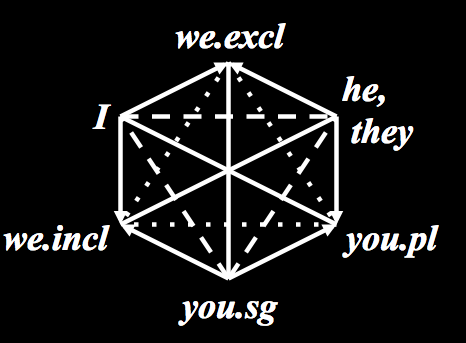 we.excl
I
he,
they
we.incl
you.pl
you.sg